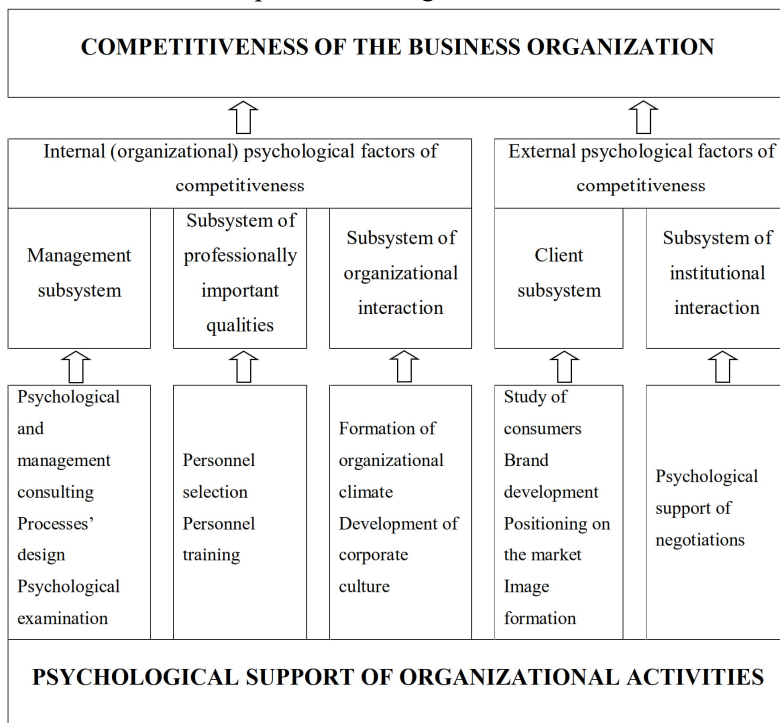 COMPETITIVENESS OF THE BUSINESS ORGANIZATION
Internal (organizational) psychological factors of
competitiveness
External psychological factors of
competitiveness
Management
subsystem
Subsystem of
professionally
important
qualities
Subsystem of
organizational
interaction
Client
subsystem
Subsystem of
institutional
interaction
Psychological
and
management
consulting
Processes’
design
Psychological
examination
Personnel
selection
Personnel
training
Formation of
organizational
climate
Development of
corporate
culture
Study of
consumers
Brand
development
Positioning on
the market
Image
formation
Psychological
support of
negotiations
PSYCHOLOGICAL SUPPORT OF ORGANIZATIONAL ACTIVITIES